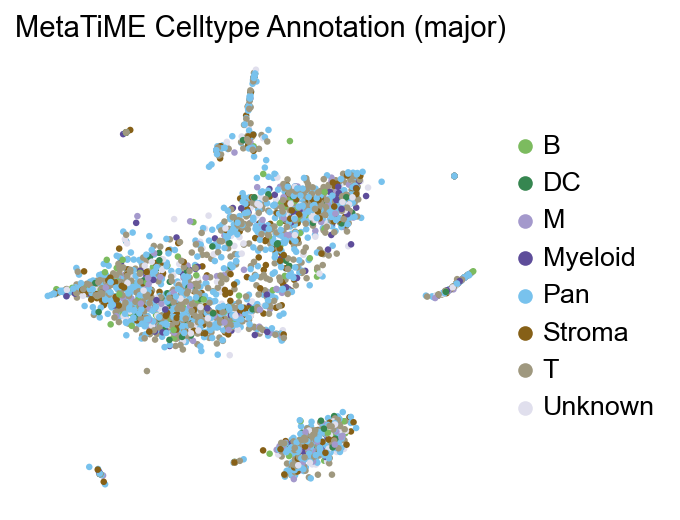 MetaTiME Celltype Annotation (major)
B
DC
M
Myeloid
Pan
Stroma
T
Unknown